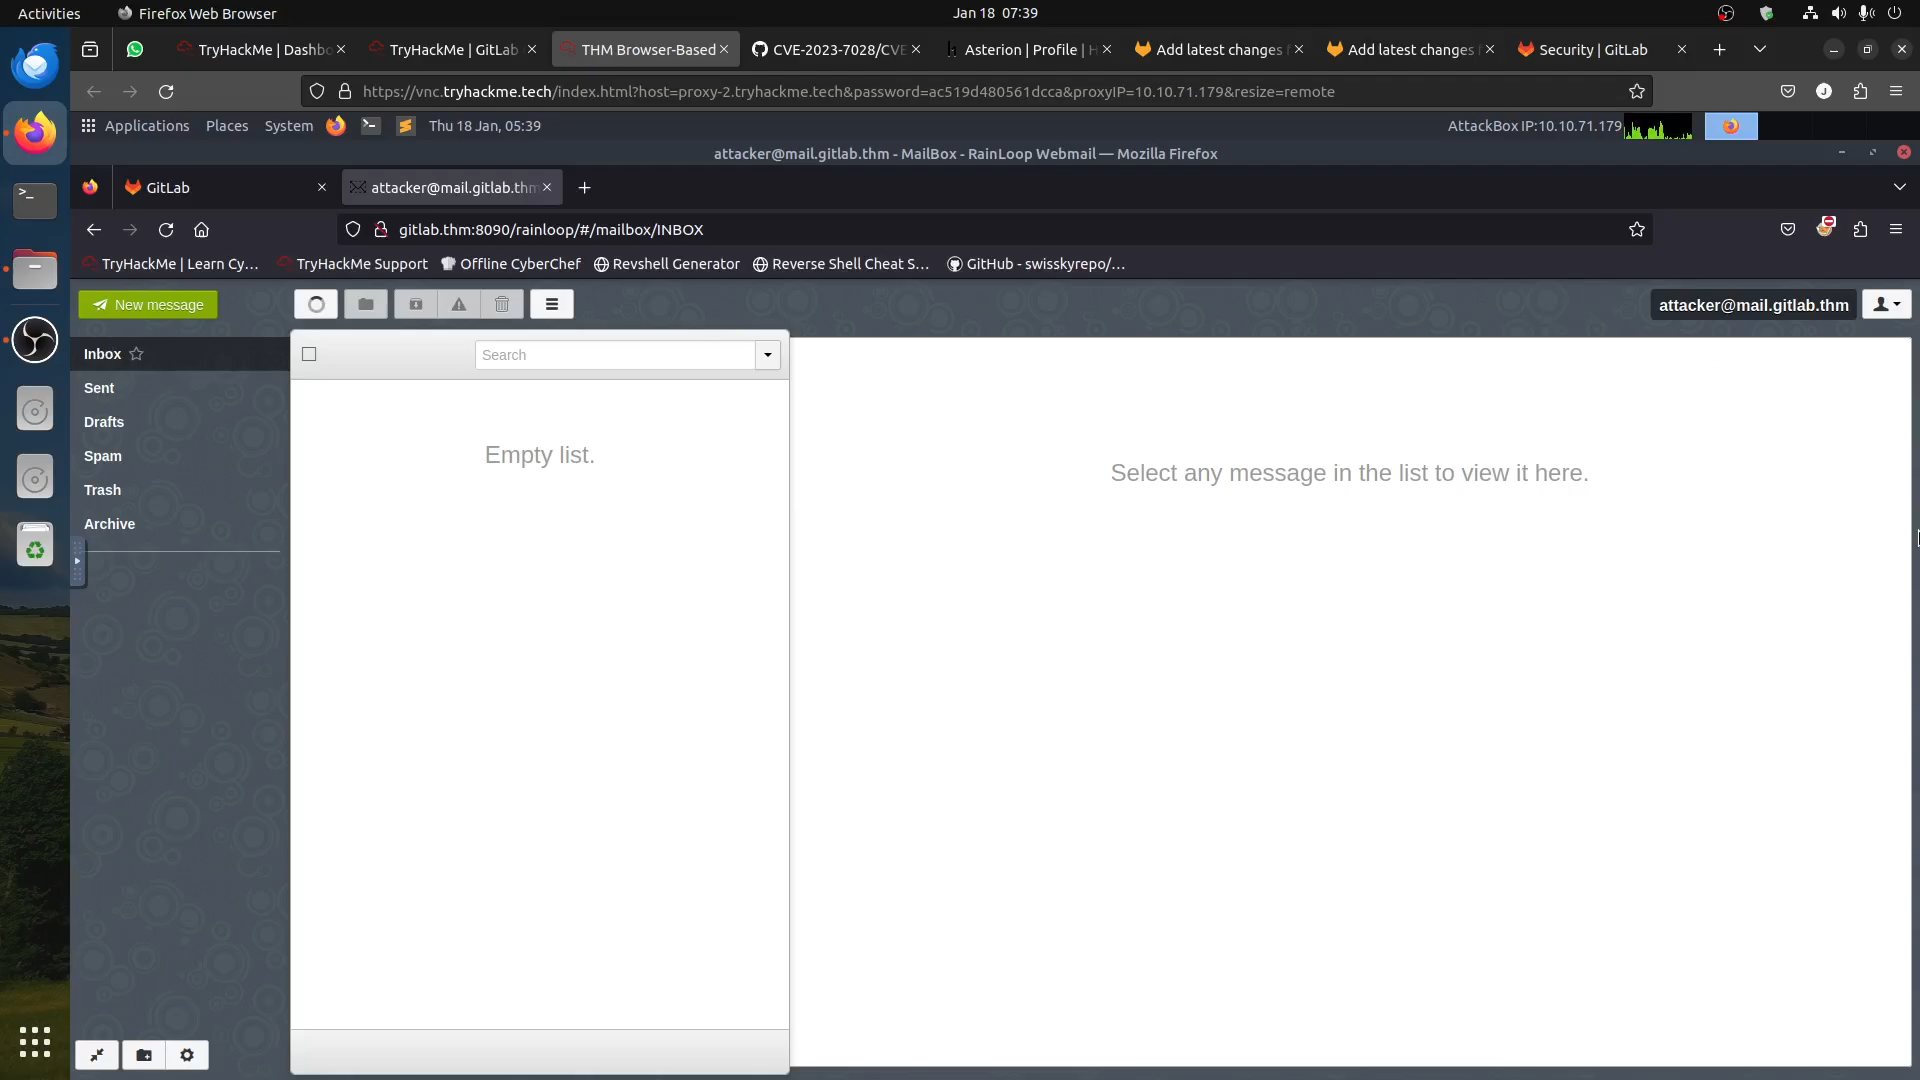 Activities
Firefox Web Browser
Jan 18 07:39
TryHackMe | Dashbo
TryHackMe | GitLab
THM Browser-Based
CVE-2023-7028/CVE
Asterion | Profile | H
Add latest changes f
Add latest changes f
Security | GitLab
https://vnc.tryhackme.tech/index.html?host=proxy-2.tryhackme.tech&password=ac519d480561dcca&proxyIP=10.10.71.179&resize=remote
J
Applications
Places
System
Thu 18 Jan, 05:39
AttackBox IP:10.10.71.179
attacker@mail.gitlab.thm - MailBox - RainLoop Webmail — Mozilla Firefox
GitLab
attacker@mail.gitlab.thm
gitlab.thm:8090/rainloop/#/mailbox/INBOX
TryHackMe | Learn Cy...
TryHackMe Support
Offline CyberChef
Revshell Generator
Reverse Shell Cheat S...
GitHub - swisskyrepo/...
New message
attacker@mail.gitlab.thm
Inbox
Search
Sent
Drafts
Spam
Trash
Archive
Empty list.
Select any message in the list to view it here.